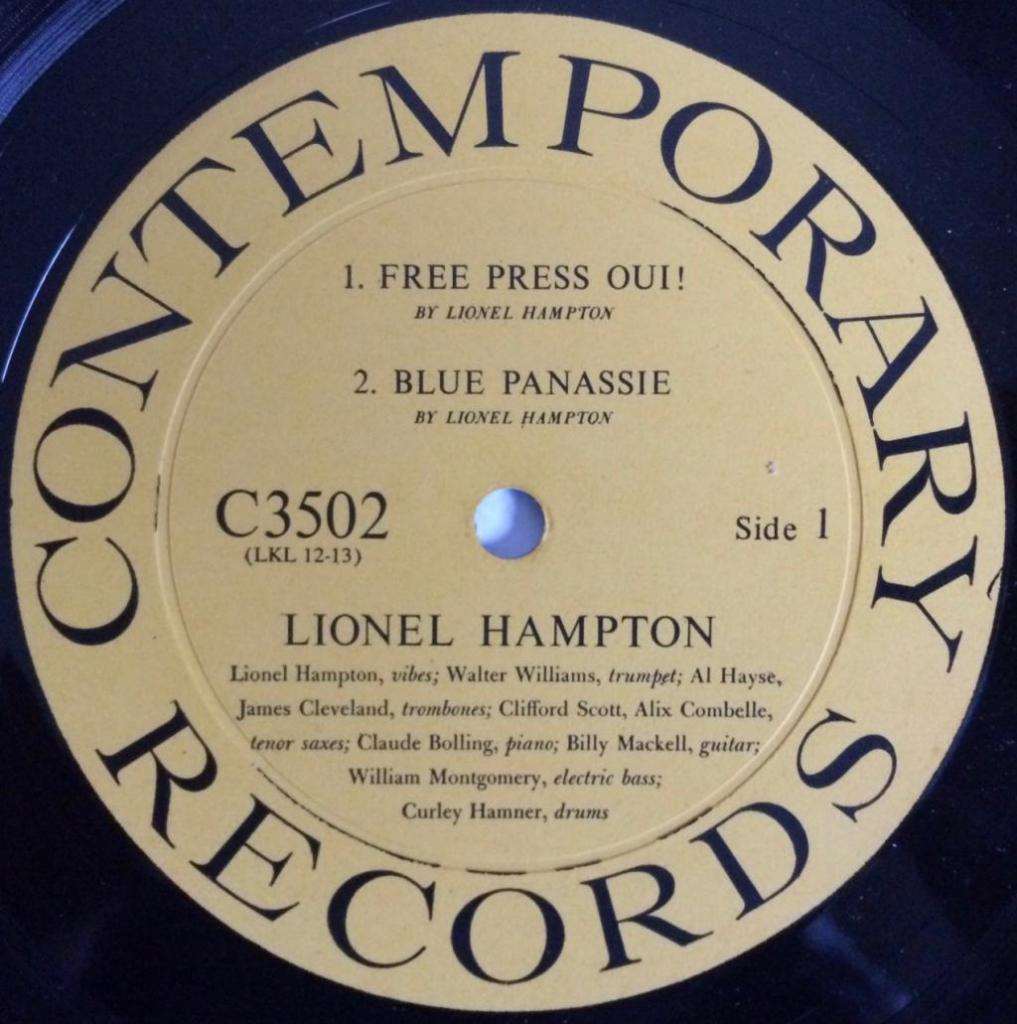 CONTEMPORARY
1. FREE PRESS OUI!
BY LIONEL HAMPTON
2. BLUE PANASSIE
BY LIONEL HAMPTON
C3502
(LKL 12-13)
Side 1
LIONEL HAMPTON
Lionel Hampton, vibes; Walter Williams, trumpet; Al Hayse,
James Cleveland, trombones; Clifford Scott, Alix Combelle,
tenor saxes; Claude Bolling, piano; Billy Mackell, guitar;
William Montgomery, electric bass;
Curley Hamner, drums
RECORDS